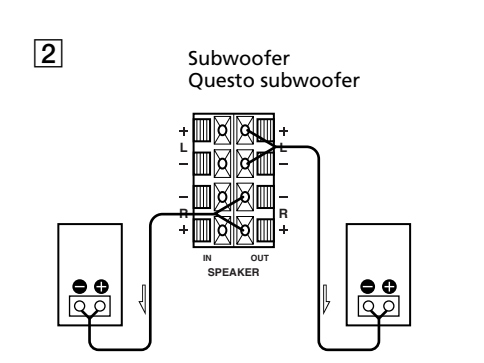 2
Subwoofer
Questo subwoofer
+ +
L L
− −
− −
R R
+ +
IN OUT
SPEAKER
− + − +